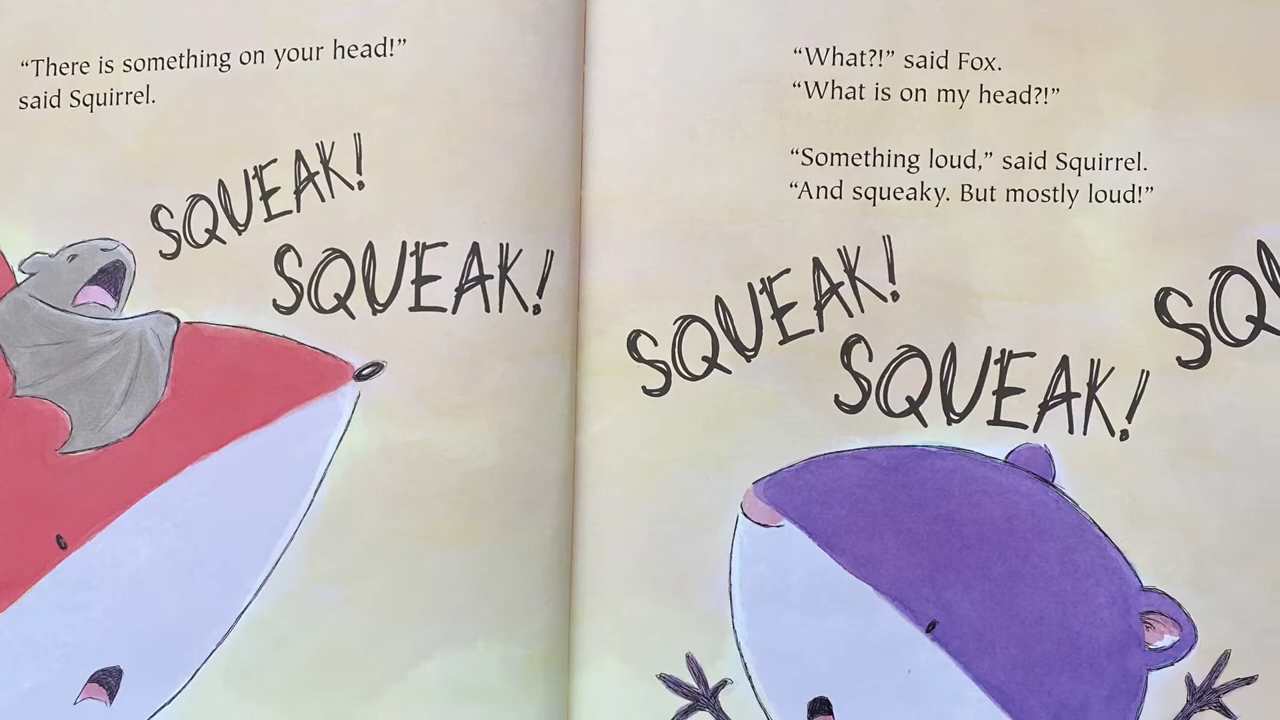 “There is something on your head!”
said Squirrel.
SQUEAK!
SQUEAK!
“What?!” said Fox.
“What is on my head?!”
“Something loud,” said Squirrel.
“And squeaky. But mostly loud!”
SQUEAK!
SQUEAK!
SQU